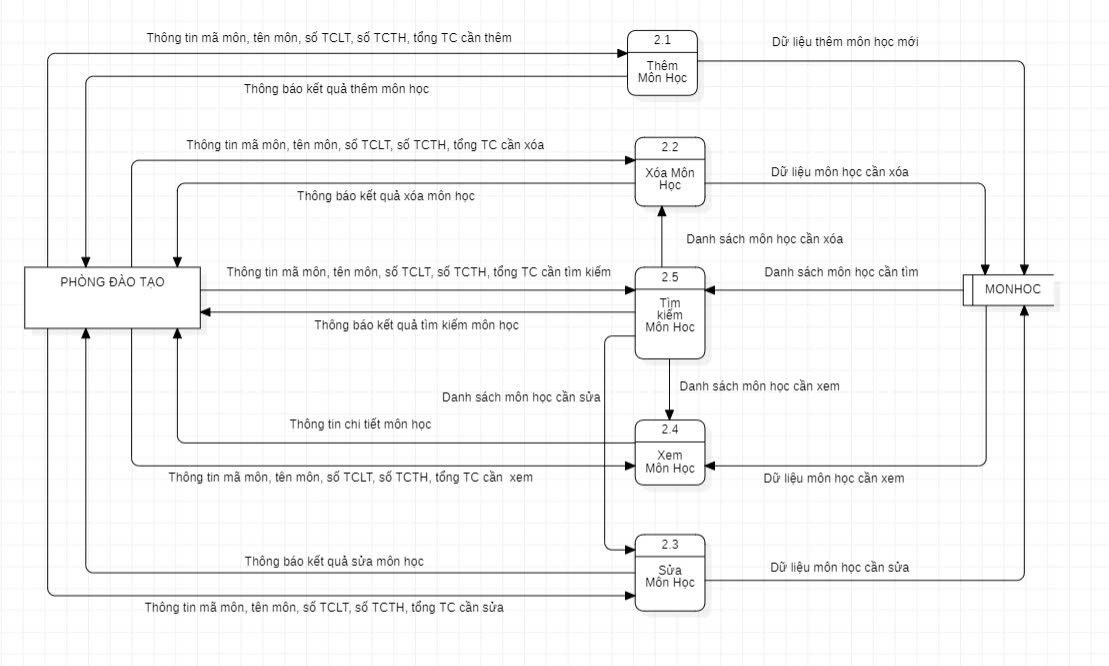 Thông tin mã môn, tên môn, số TCLT, số TCTH, tổng TC cần thêm
2.1
Dữ liệu thêm môn học mới
Thêm
Môn Học
Thông báo kết quả thêm môn học
Thông tin mã môn, tên môn, số TCLT, số TCTH, tổng TC cần xóa
2.2
Xóa Môn
Học
Dữ liệu môn học cần xóa
Thông báo kết quả xóa môn học
Danh sách môn học cần xóa
PHÒNG ĐÀO TẠO
Thông tin mã môn, tên môn, số TCLT, số TCTH, tổng TC cần tìm kiếm
2.5
Danh sách môn học cần tìm
MONHOC
Tìm
kiếm
Môn Hoc
Thông báo kết quả tìm kiếm môn học
Danh sách môn học cần sửa
Danh sách môn học cần xem
Thông tin chi tiết môn học
2.4
Xem
Môn Học
Thông tin mã môn, tên môn, số TCLT, số TCTH, tổng TC cần  xem
Dữ liệu môn học cần xem
2.3
Thông báo kết quả sửa môn học
Sửa
Môn Học
Dữ liệu môn học cần sửa
Thông tin mã môn, tên môn, số TCLT, số TCTH, tổng TC cần sửa